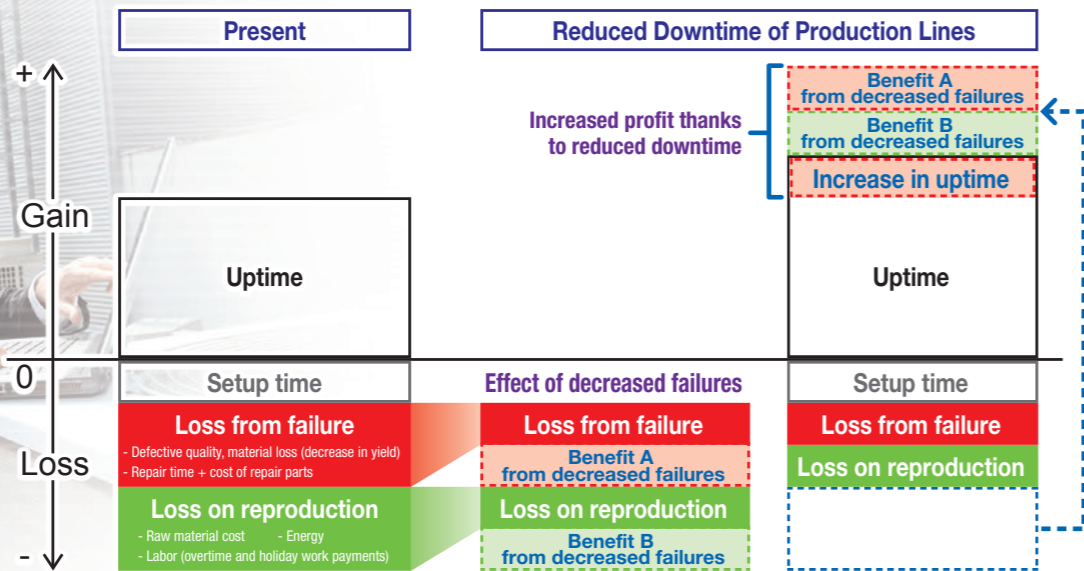 Present
Reduced Downtime of Production Lines
+
Gain
0
Loss
-
Uptime
Setup time
Loss from failure
- Defective quality, material loss (decrease in yield)
- Repair time + cost of repair parts
Loss on reproduction
- Raw material cost - Energy
- Labor (overtime and holiday work payments)
Increased profit thanks
to reduced downtime
Effect of decreased failures
Loss from failure
Benefit A
from decreased failures
Loss on reproduction
Benefit B
from decreased failures
Benefit A
from decreased failures
Benefit B
from decreased failures
Increase in uptime
Uptime
Setup time
Loss from failure
Loss on reproduction